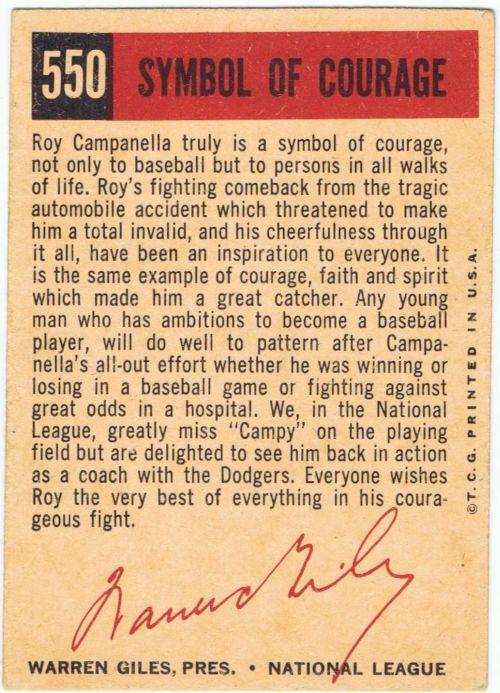 550 SYMBOL OF COURAGE
Roy Campanella truly is a symbol of courage,
not only to baseball but to persons in all walks
of life. Roy's fighting comeback from the tragic
automobile accident which threatened to make
him a total invalid, and his cheerfulness through
it all, have been an inspiration to everyone. It
is the same example of courage, faith and spirit
which made him a great catcher. Any young
man who has ambitions to become a baseball
player, will do well to pattern after Campa-
nella's all-out effort whether he was winning or
losing in a baseball game or fighting against
great odds in a hospital. We, in the National
League, greatly miss "Campy" on the playing
field but are delighted to see him back in action
as a coach with the Dodgers. Everyone wishes
Roy the very best of everything in his coura-
geous fight.
©T.C.G. PRINTED IN U.S.A.
Warren Giles
WARREN GILES, PRES. • NATIONAL LEAGUE